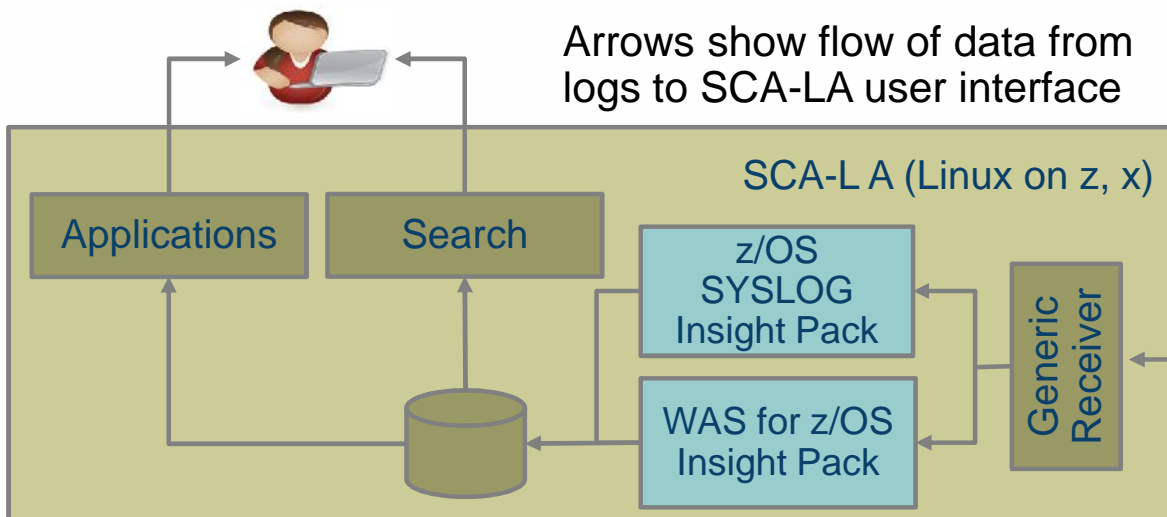 Arrows show flow of data from
logs to SCA-LA user interface
SCA-L A (Linux on z, x)
Applications
Search
z/OS
SYSLOG
Insight Pack
WAS for z/OS
Insight Pack
Generic
Receiver